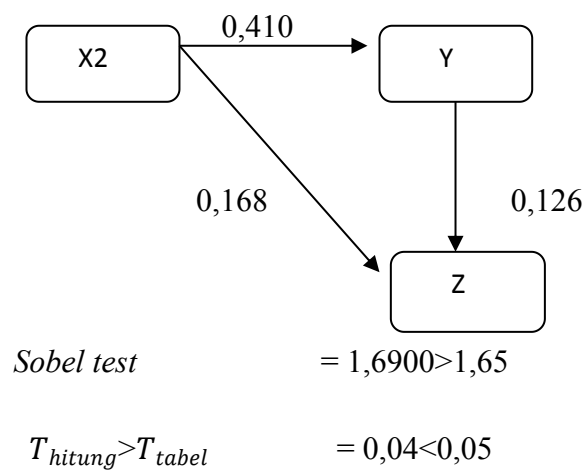 0,410
X2
Y
0,168
0,126
Z
Sobel test = 1,6900>1,65
T_hitung>T_tabel = 0,04<0,05